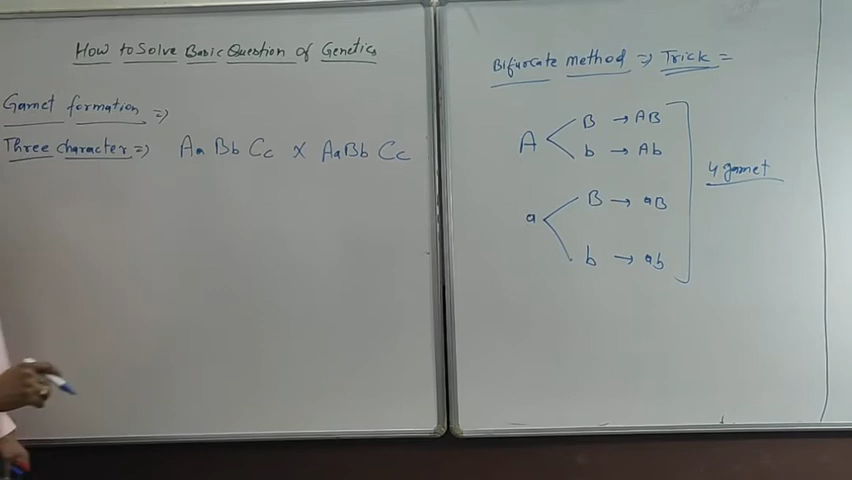 How to Solve Basic Question of Genetics
Gamet formation ⇒
Three character ⇒ Aa Bb Cc X AaBb Cc
Bifurcate method ⇒ Trick =
A B → AB
b → Ab
a B → aB
b → ab
4 gamet